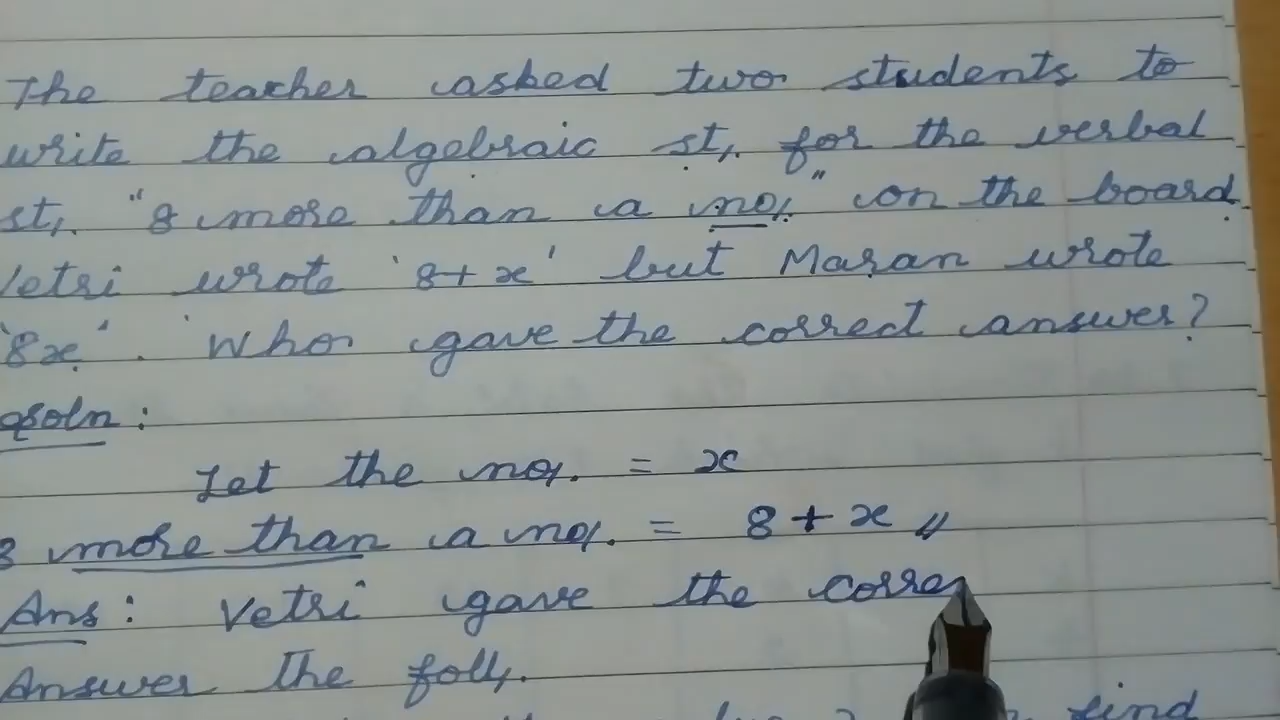 The teacher asked two students to
write the algebraic st/. for the verbal
st/. "8 more than a no/." on the board.
Vetri wrote '8+x' but Maran wrote
'8x'. Who gave the correct answer?
soln:
Let the no/. = x
8 more than a no/. = 8 + x //
Ans: Vetri gave the corre
Answer the foll/.
find